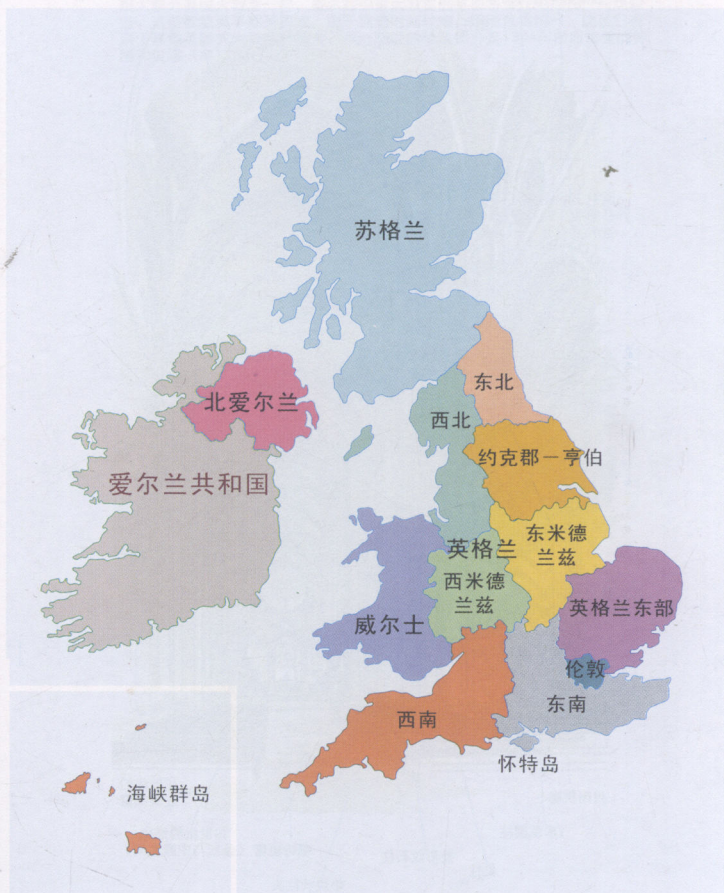 苏格兰
东北
北爱尔兰
西北
约克郡－亨伯
爱尔兰共和国
东米德
兰兹
英格兰
西米德
兰兹
英格兰东部
威尔士
伦敦
东南
西南
怀特岛
海峡群岛